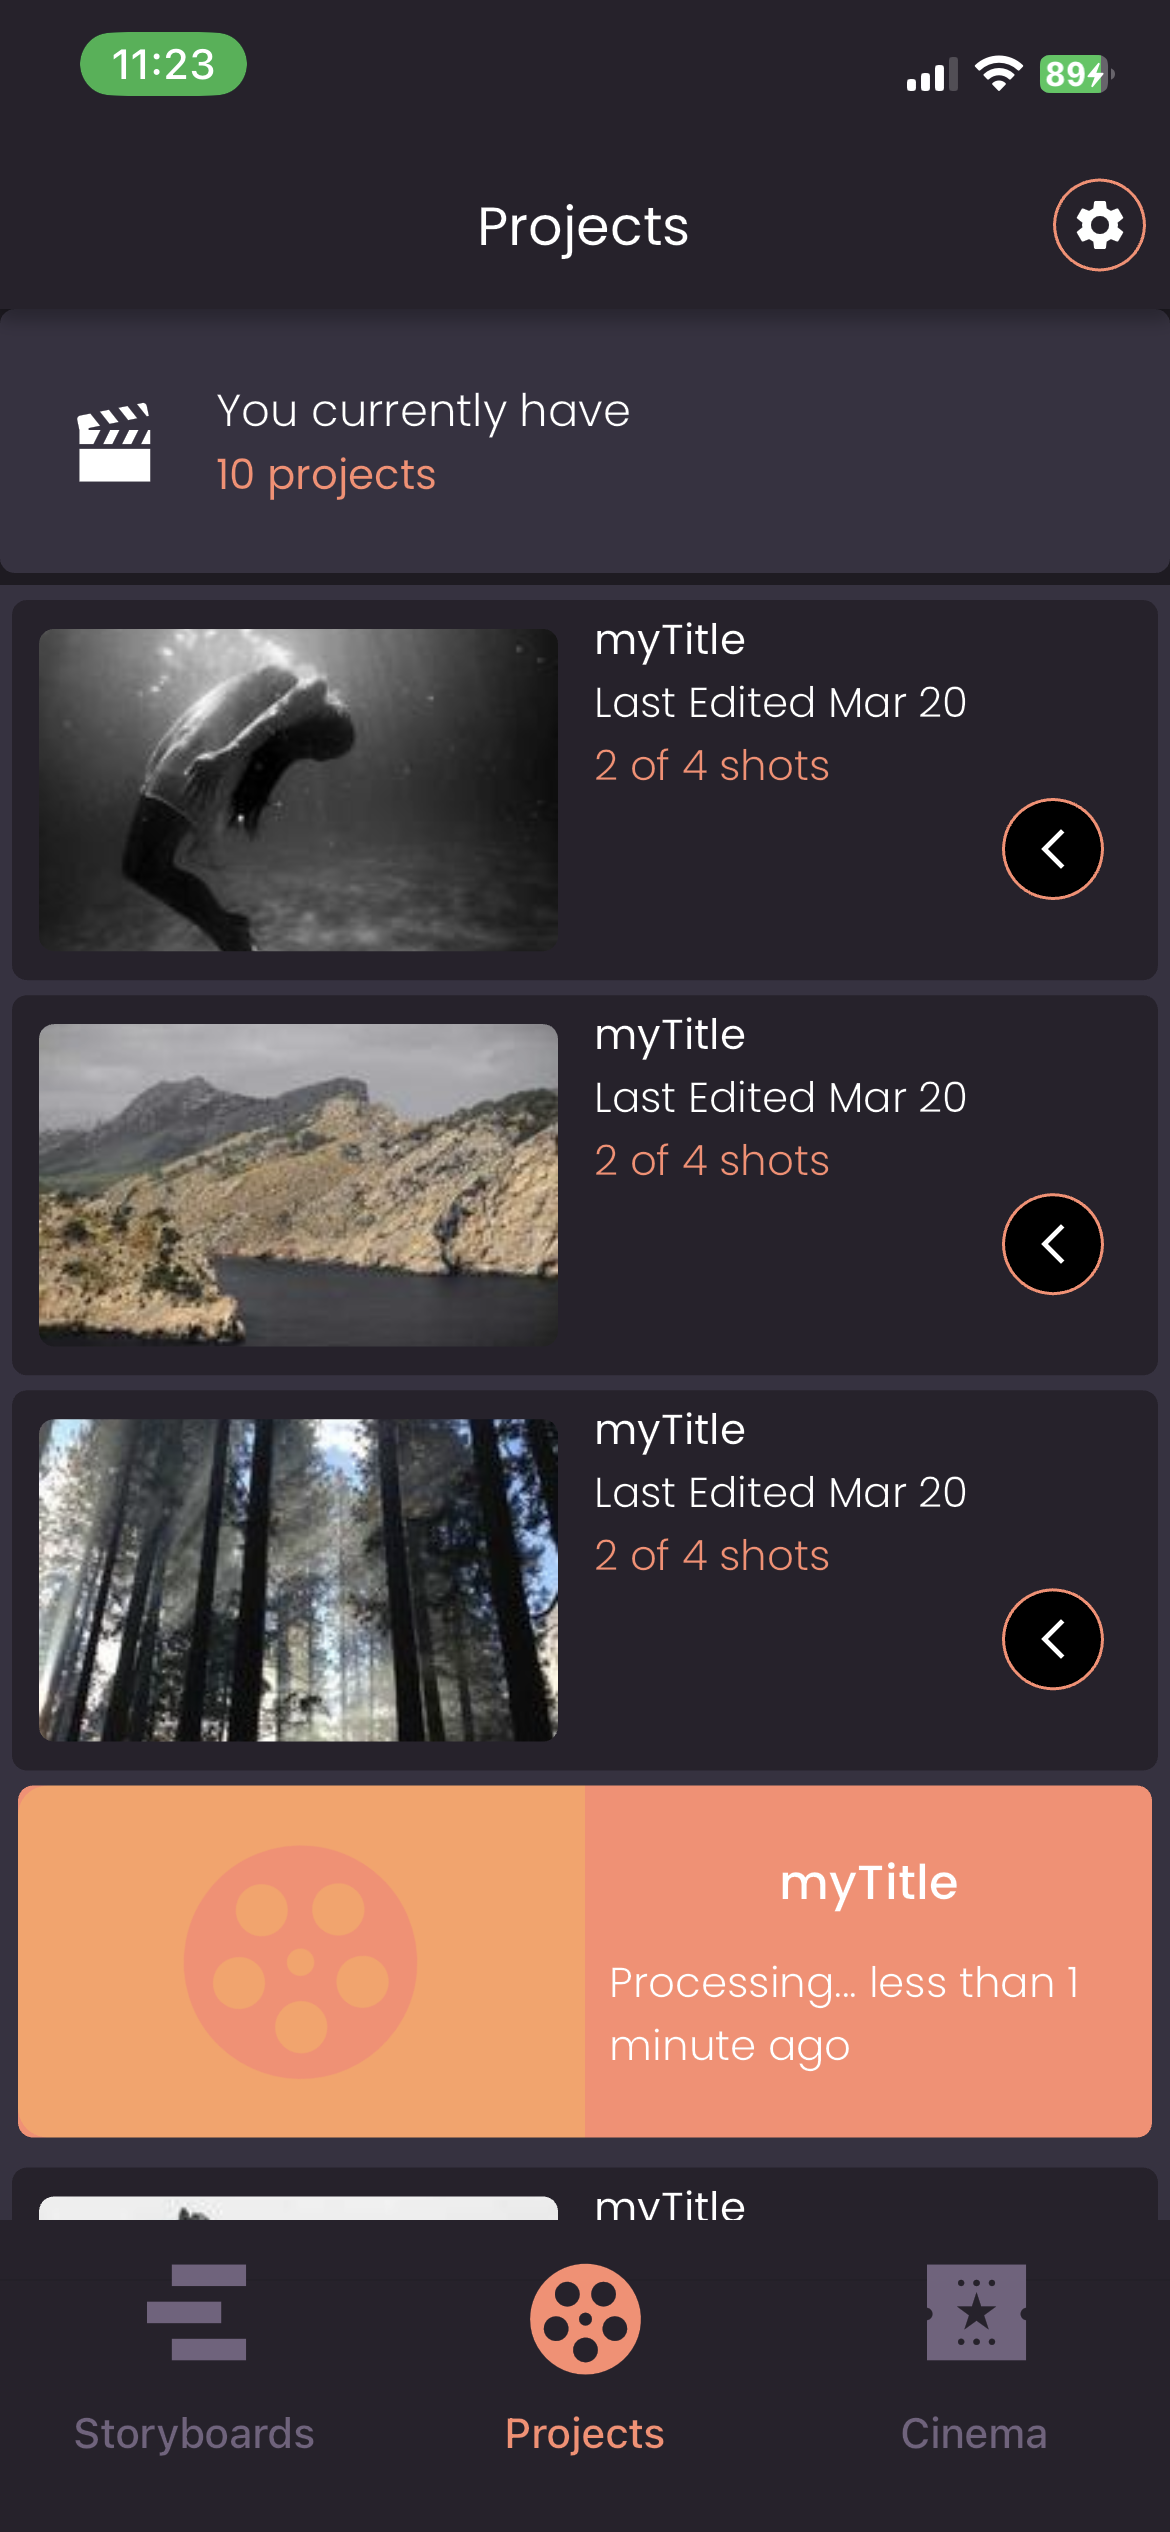 11:23
89
Projects
You currently have
10 projects
myTitle
Last Edited Mar 20
2 of 4 shots
myTitle
Last Edited Mar 20
2 of 4 shots
myTitle
Last Edited Mar 20
2 of 4 shots
myTitle
Processing... less than 1
minute ago
myTitle
Storyboards
Projects
Cinema